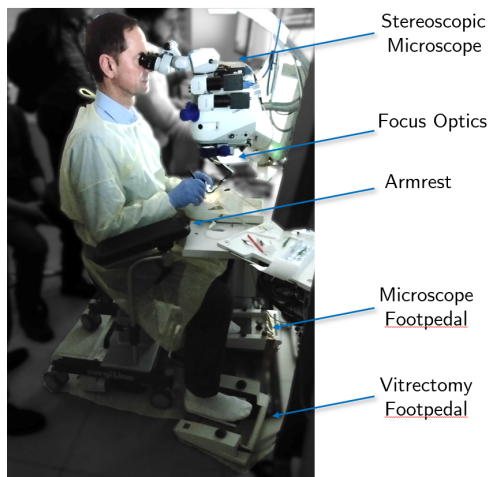 Stereoscopic
Microscope
Focus Optics
Armrest
Microscope
Footpedal
Vitrectomy
Footpedal